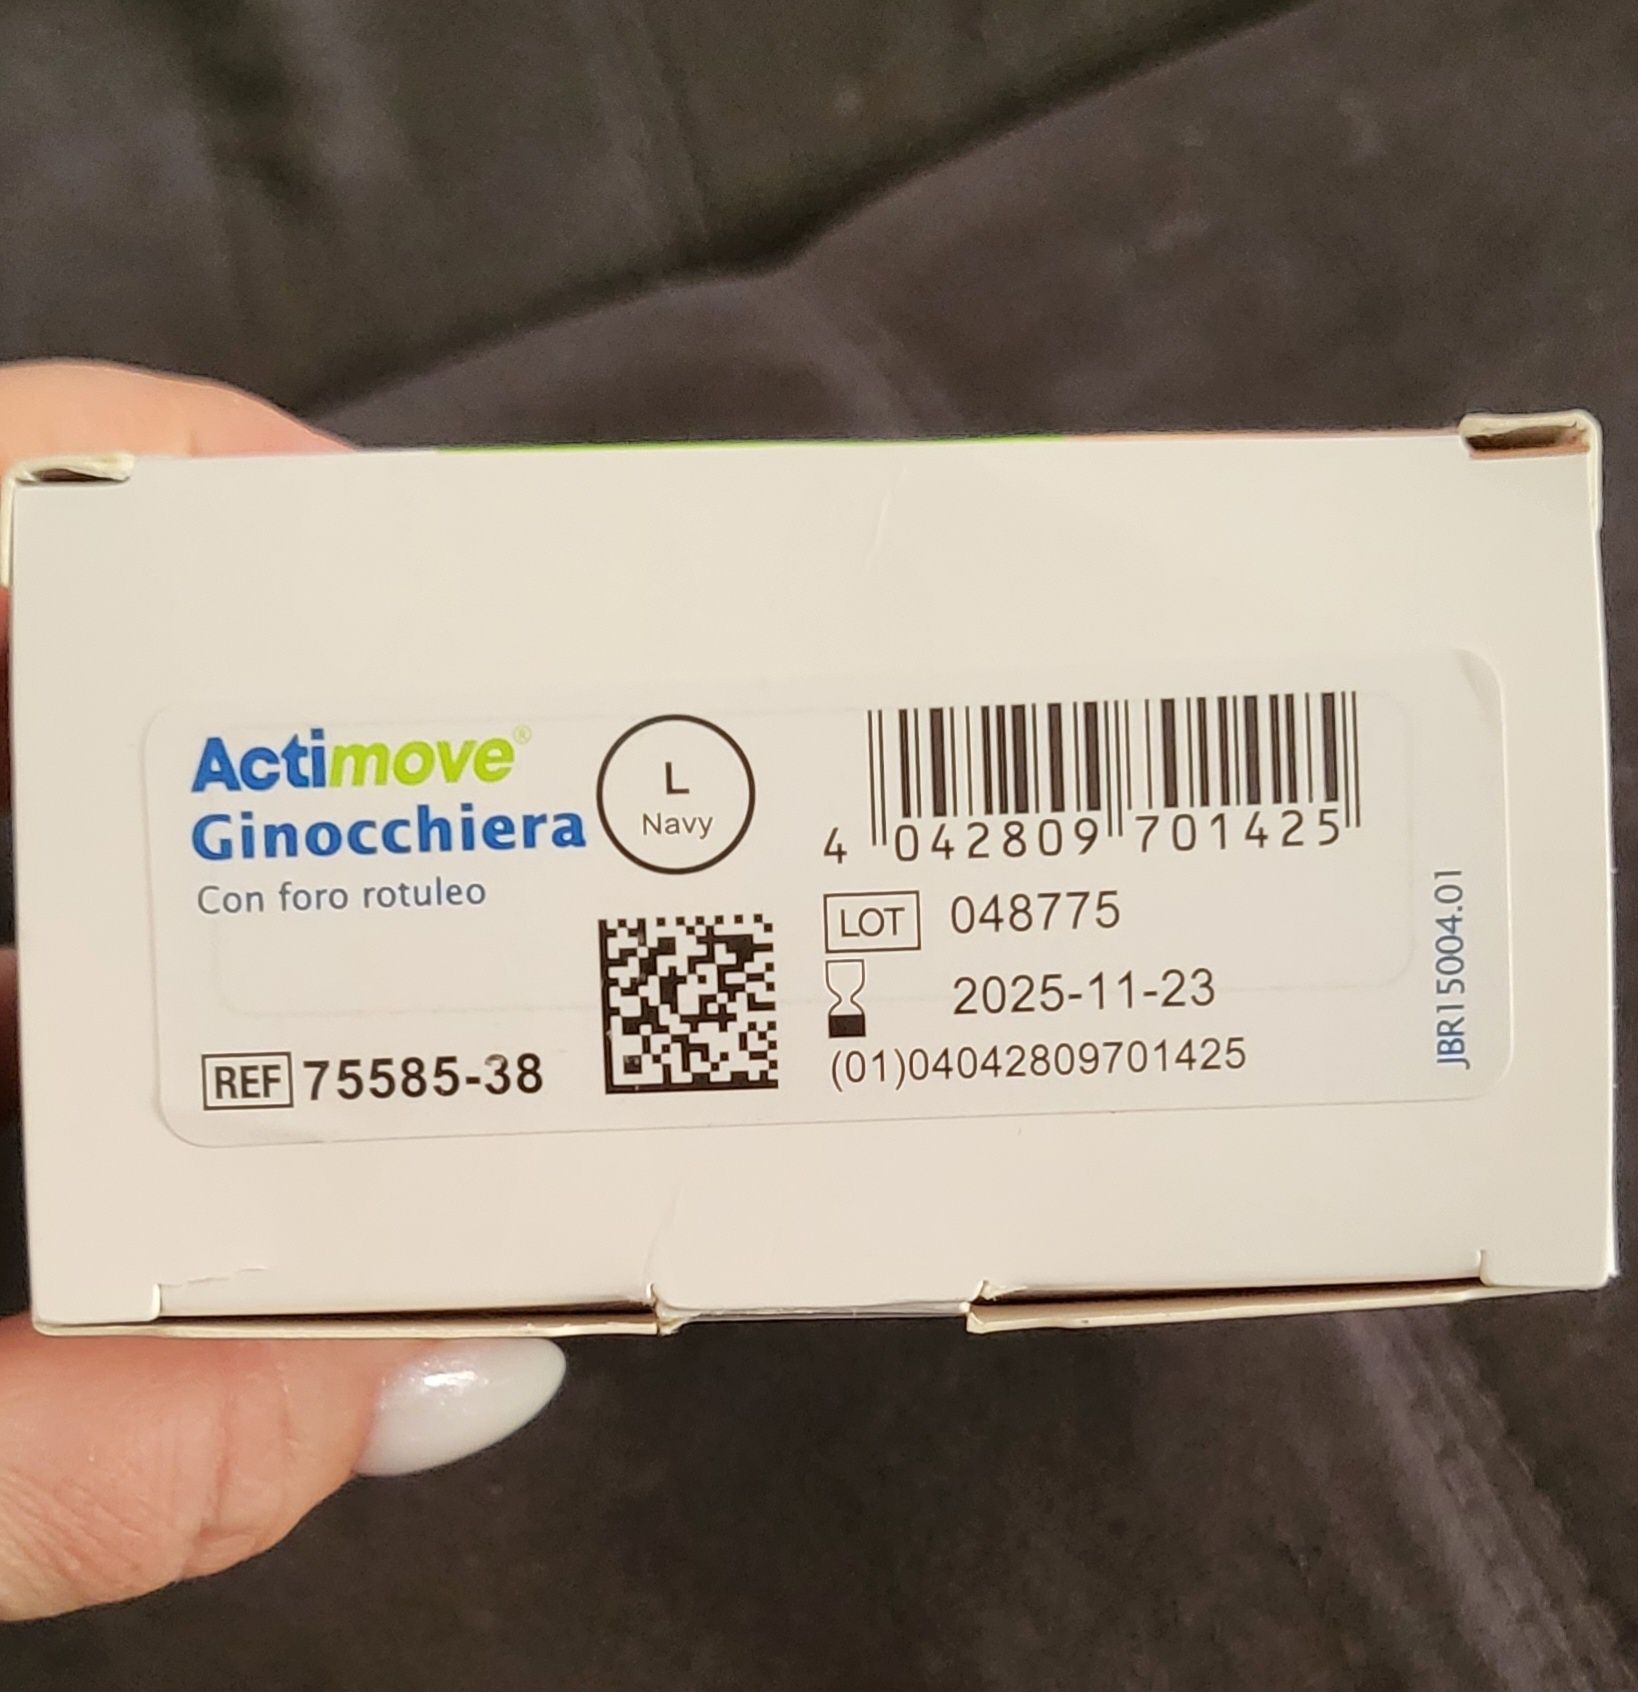 Actimove®
Ginocchiera
Con foro rotuleo
REF 75585-38
L
Navy
4 042809 701425
LOT 048775
2025-11-23
(01)04042809701425
JBR15004.01